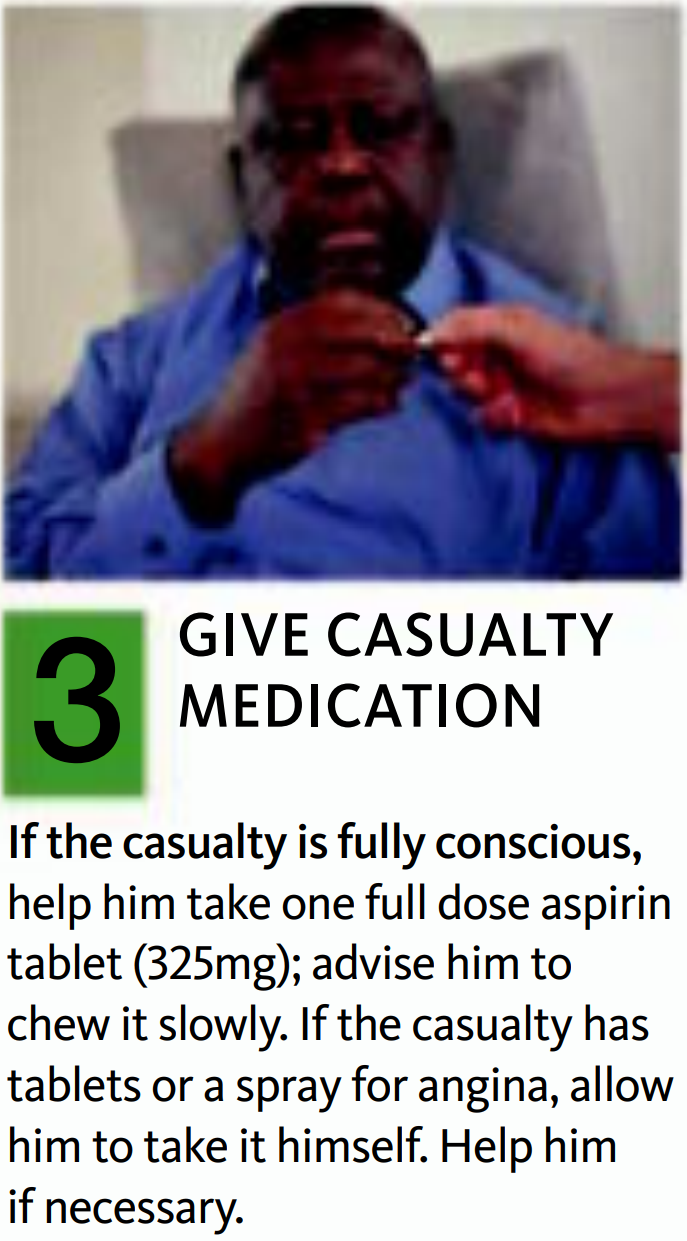 3
GIVE CASUALTY
MEDICATION
If the casualty is fully conscious,
help him take one full dose aspirin
tablet (325mg); advise him to
chew it slowly. If the casualty has
tablets or a spray for angina, allow
him to take it himself. Help him
if necessary.